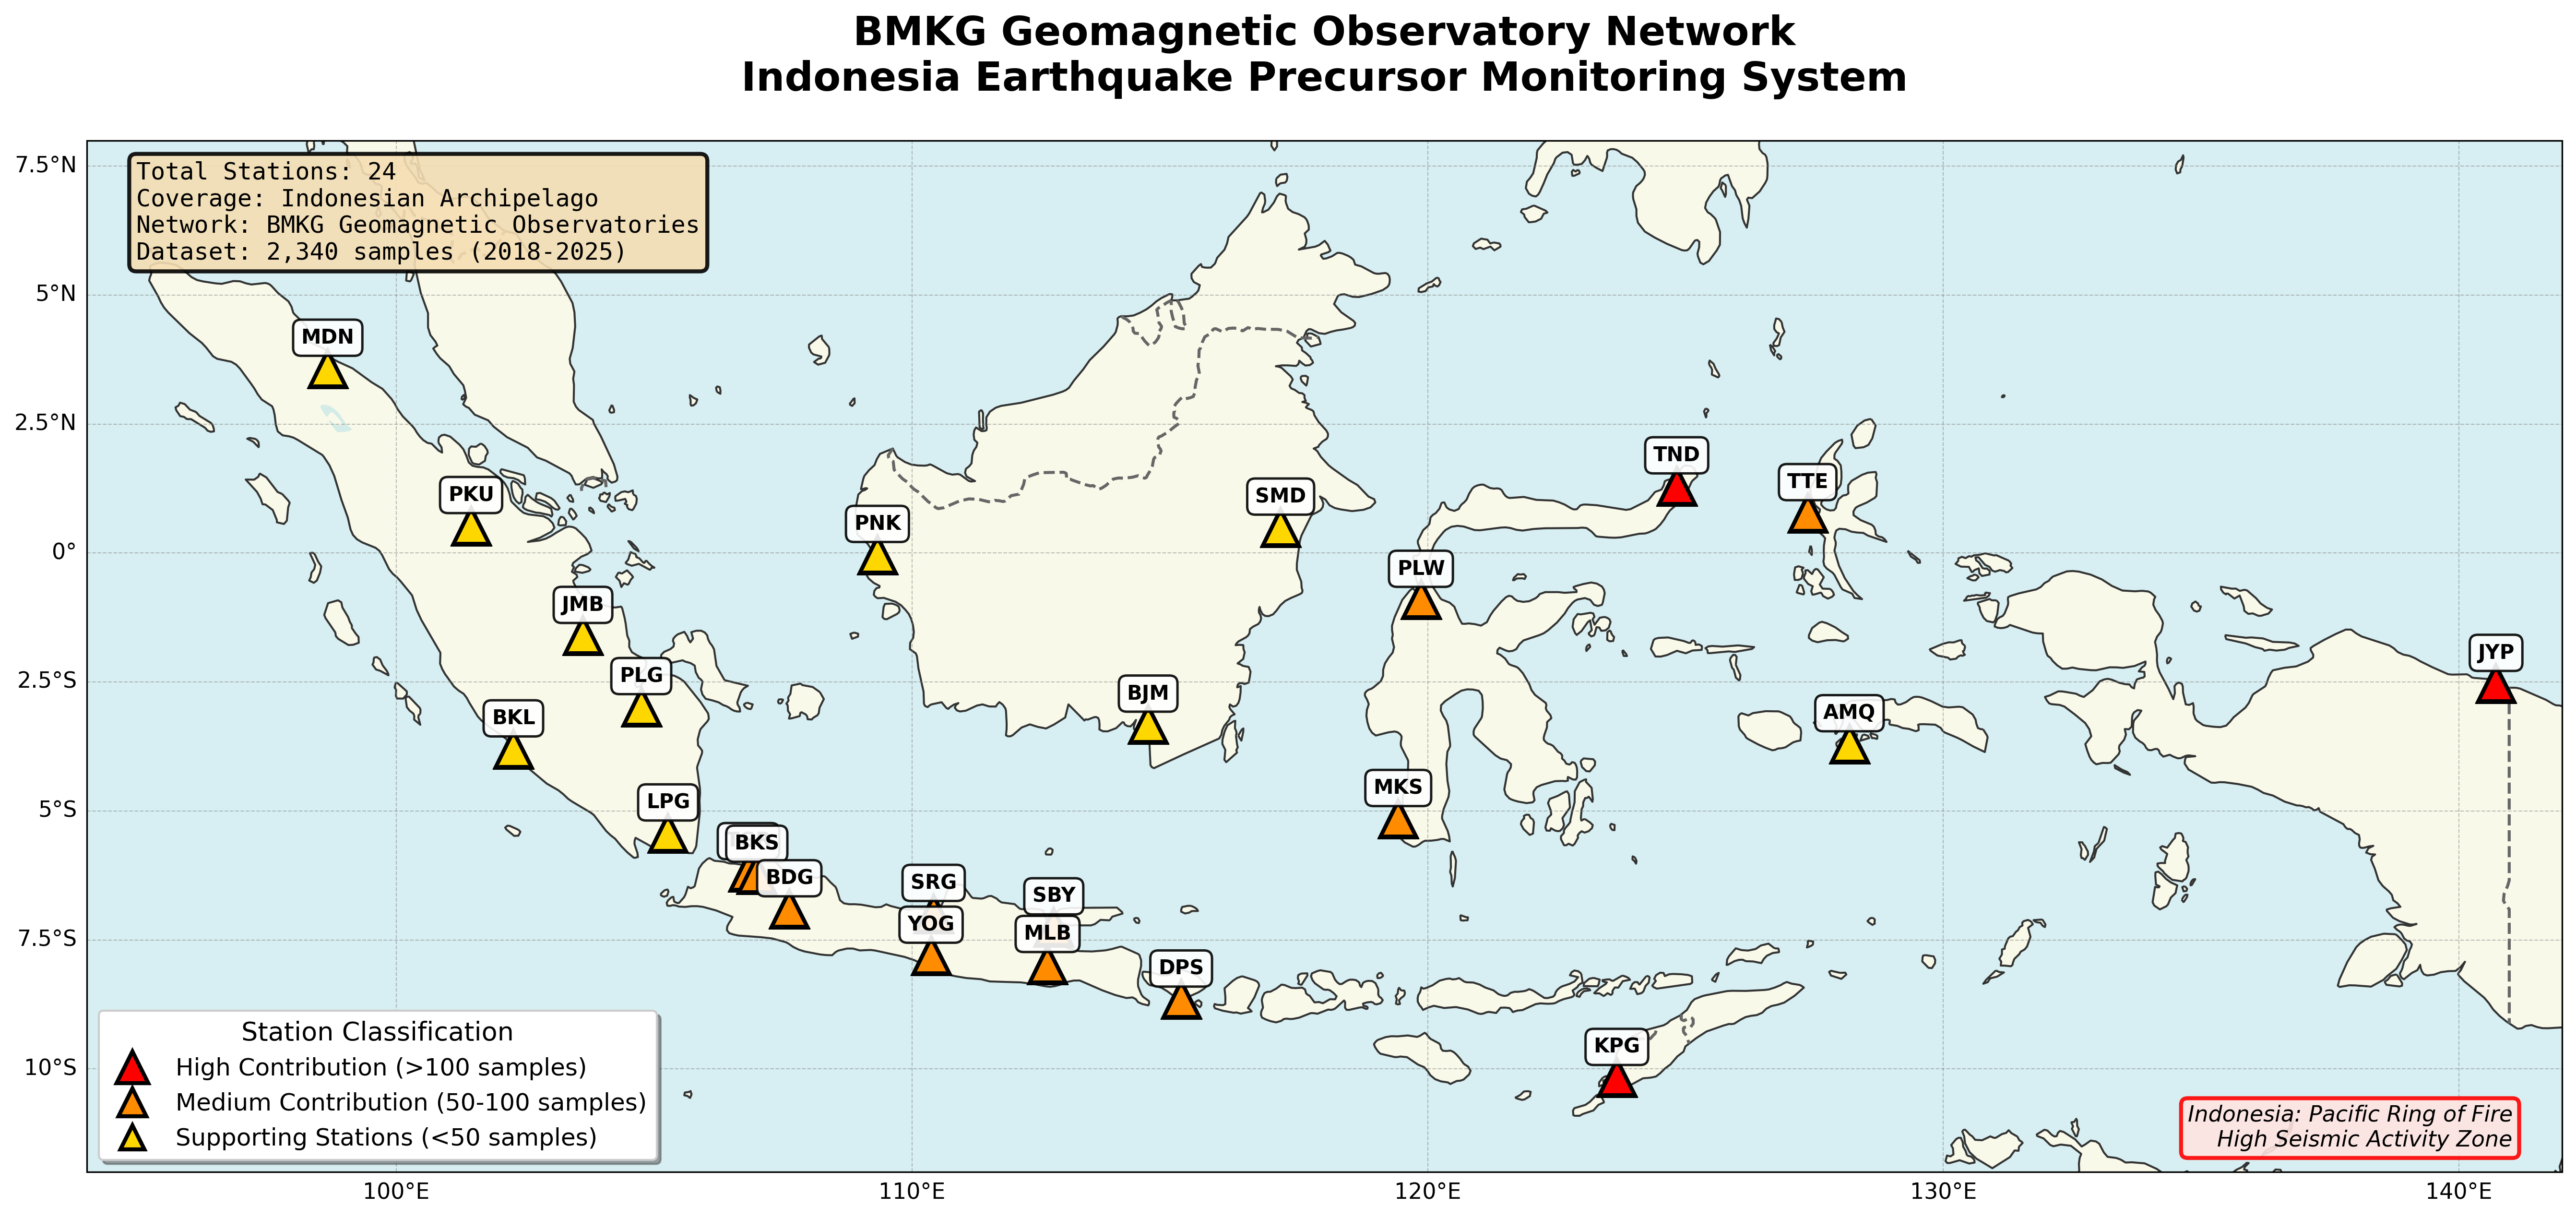 BMKG Geomagnetic Observatory Network
Indonesia Earthquake Precursor Monitoring System
7.5°N
5°N
2.5°N
0°
2.5°S
5°S
7.5°S
10°S
Total Stations: 24
Coverage: Indonesian Archipelago
Network: BMKG Geomagnetic Observatories
Dataset: 2,340 samples (2018-2025)
MDN
PKU
PNK
SMD
TND
TTE
PLW
JMB
PLG
BKL
BJM
AMQ
JYP
LPG
MKS
BKS
BDG
SRG
YOG
SBY
MLB
DPS
KPG
Station Classification
High Contribution (>100 samples)
Medium Contribution (50-100 samples)
Supporting Stations (<50 samples)
Indonesia: Pacific Ring of Fire
High Seismic Activity Zone
100°E
110°E
120°E
130°E
140°E